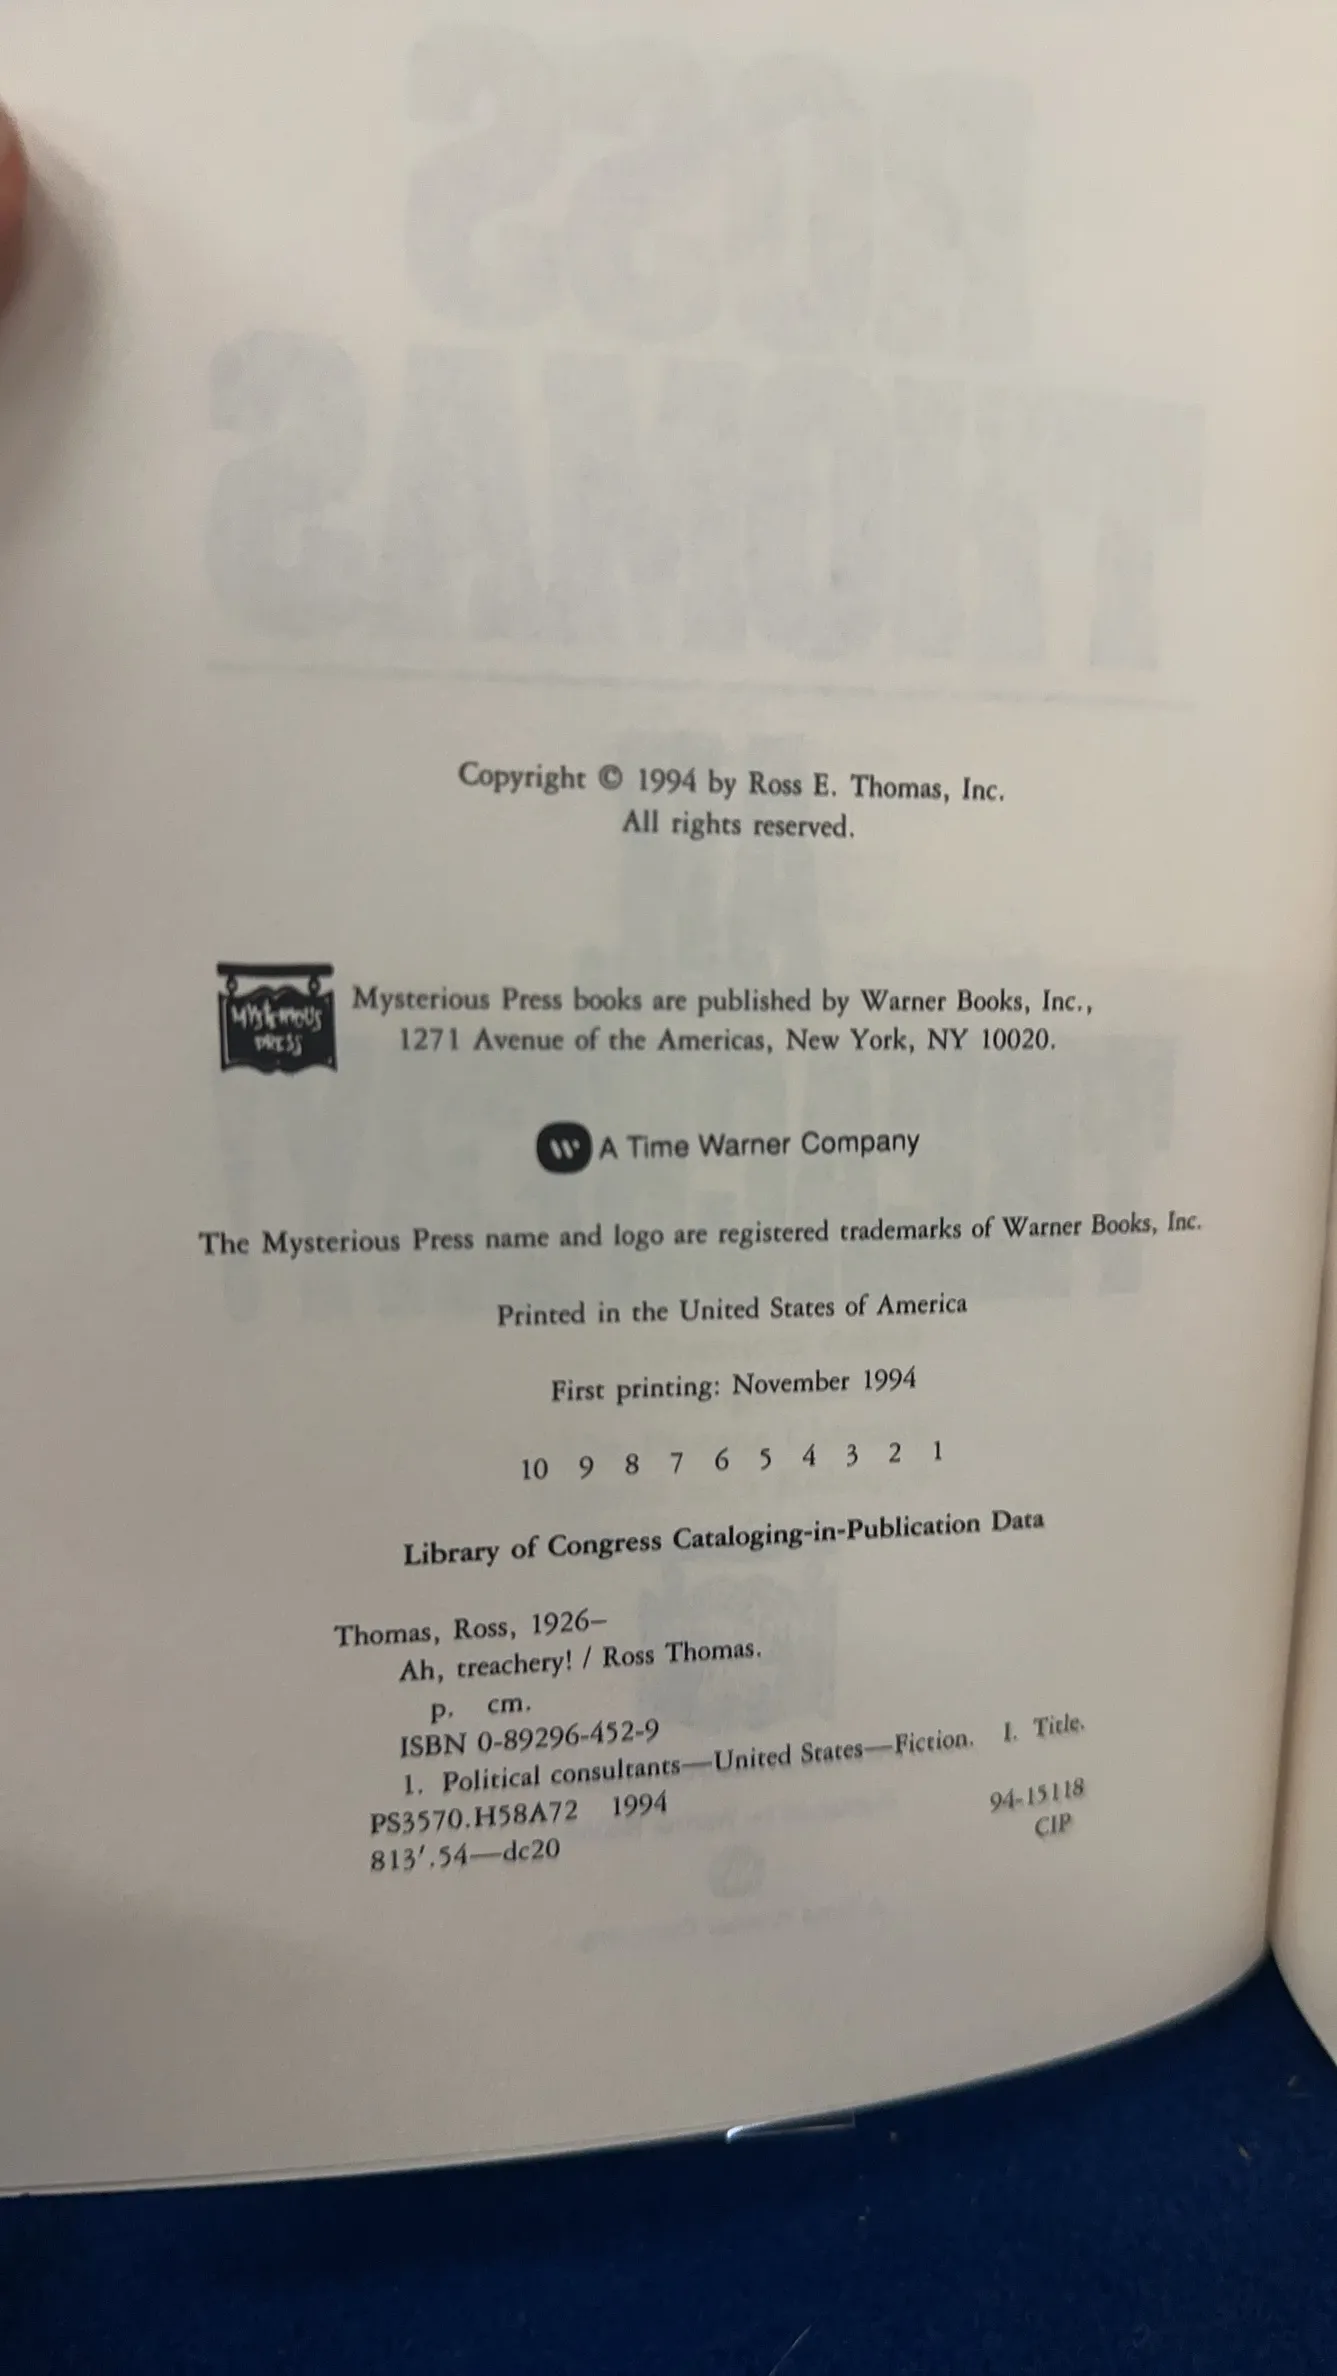 Copyright © 1994 by Ross E. Thomas, Inc.
All rights reserved.
MYSTERIOUS
PRESS
Mysterious Press books are published by Warner Books, Inc.,
1271 Avenue of the Americas, New York, NY 10020.
W A Time Warner Company
The Mysterious Press name and logo are registered trademarks of Warner Books, Inc.
Printed in the United States of America
First printing: November 1994
10 9 8 7 6 5 4 3 2 1
Library of Congress Cataloging-in-Publication Data
Thomas, Ross, 1926–
Ah, treachery! / Ross Thomas.
p. cm.
ISBN 0-89296-452-9
1. Political consultants—United States—Fiction. I. Title.
PS3570.H58A72 1994
94-15118
813′.54—dc20
CIP